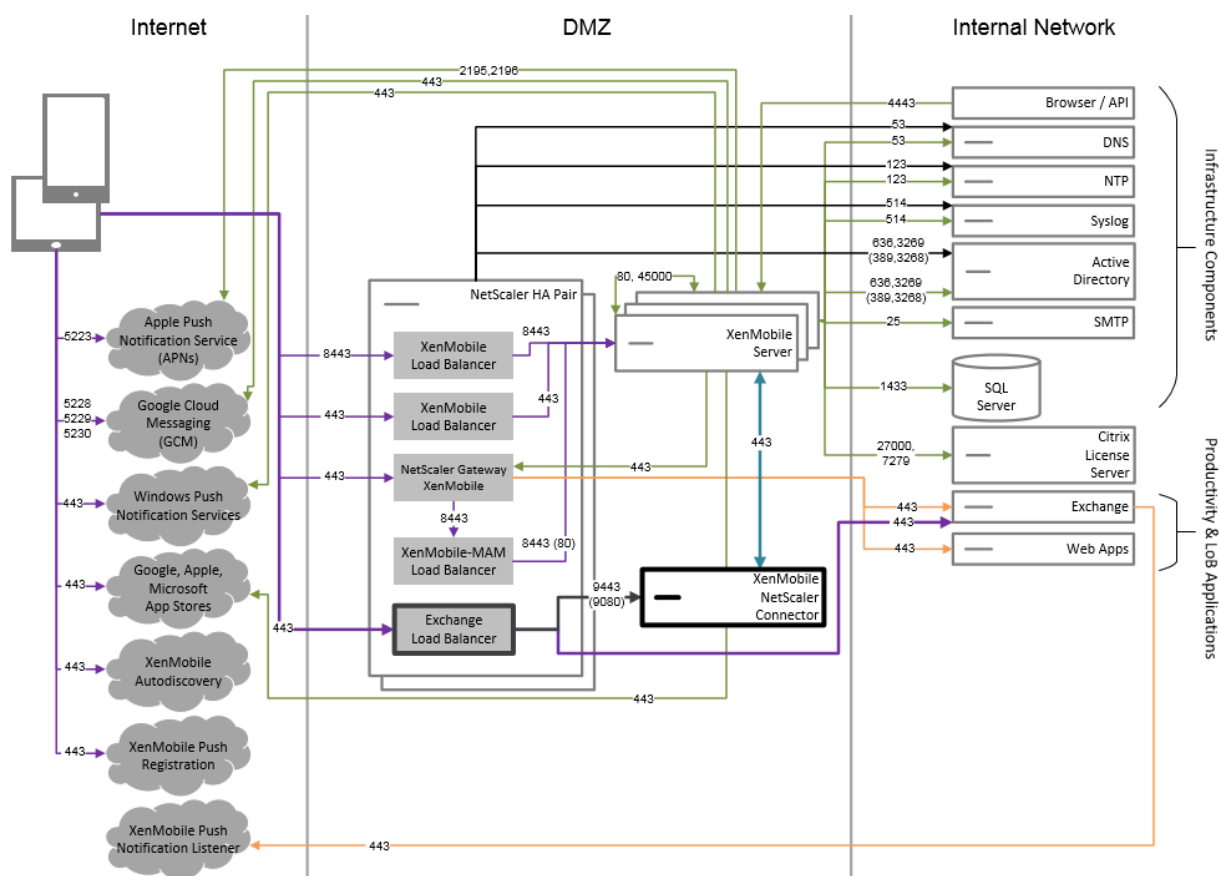 Internet
DMZ
Internal Network
2195,2196
443
443
4443
Browser / API
53
53
DNS
123
123
NTP
514
514
Syslog
636,3269
(389,3268)
636,3269
(389,3268)
Active
Directory
25
SMTP
1433
SQL
Server
27000,
7279
Citrix
License
Server
443
Exchange
443
443
Web Apps
Infrastructure Components
Productivity & LoB Applications
80, 45000
NetScaler HA Pair
XenMobile
Server
8443
XenMobile
Load Balancer
8443
443
XenMobile
Load Balancer
443
443
NetScaler Gateway
XenMobile
443
8443
XenMobile-MAM
Load Balancer
8443 (80)
443
443
Exchange
Load Balancer
9443
(9080)
XenMobile
NetScaler
Connector
443
5223
Apple Push
Notification Service
(APNs)
5228
5229
5230
Google Cloud
Messaging
(GCM)
443
Windows Push
Notification Services
443
Google, Apple,
Microsoft
App Stores
443
XenMobile
Autodiscovery
443
XenMobile Push
Registration
XenMobile Push
Notification Listener
443